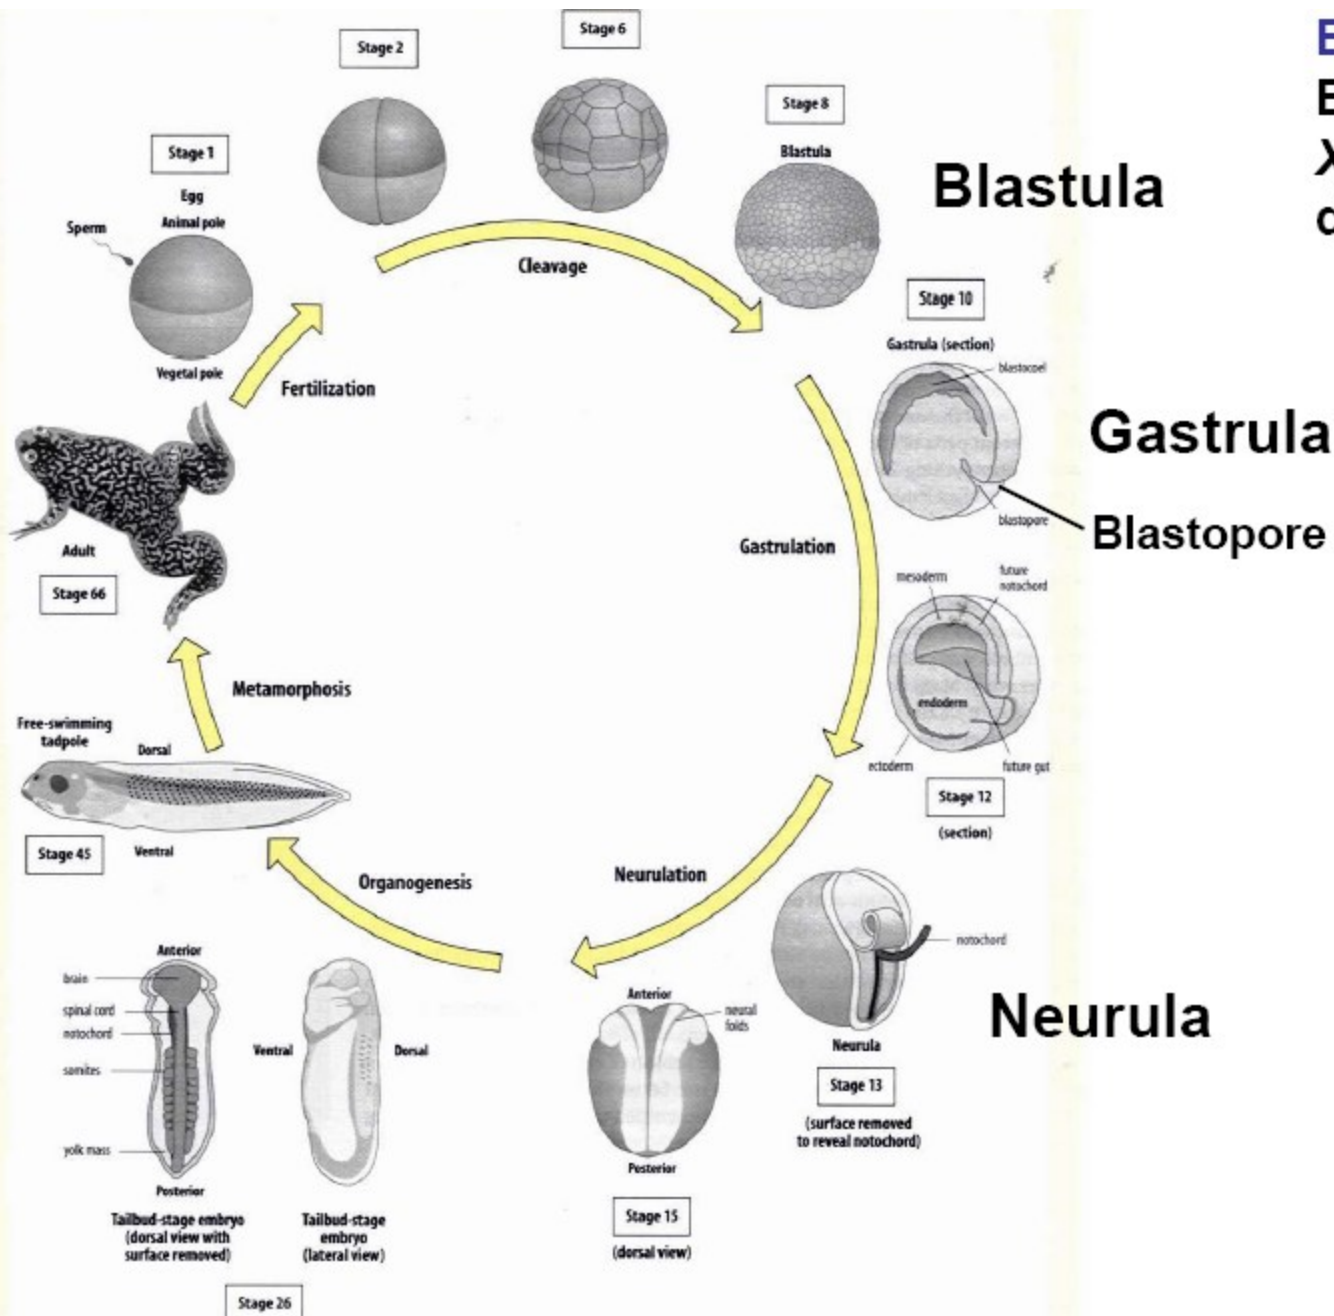 Stage 1
Egg
Animal pole
Sperm
Vegetal pole
Fertilization
Stage 2
Stage 6
Cleavage
Stage 8
Blastula
Blastula
Stage 10
Gastrula (section)
blastocoel
blastopore
Gastrula
Blastopore
Gastrulation
mesoderm
future
notochord
endoderm
ectoderm
future gut
Stage 12
(section)
Neurulation
notochord
Neurula
Stage 13
(surface removed
to reveal notochord)
Neurula
Anterior
neural
folds
Posterior
Stage 15
(dorsal view)
Organogenesis
Anterior
brain
spinal cord
notochord
somites
yolk mass
Posterior
Tailbud-stage embryo
(dorsal view with
surface removed)
Ventral
Dorsal
Tailbud-stage
embryo
(lateral view)
Stage 26
Free-swimming
tadpole
Dorsal
Ventral
Stage 45
Metamorphosis
Adult
Stage 66